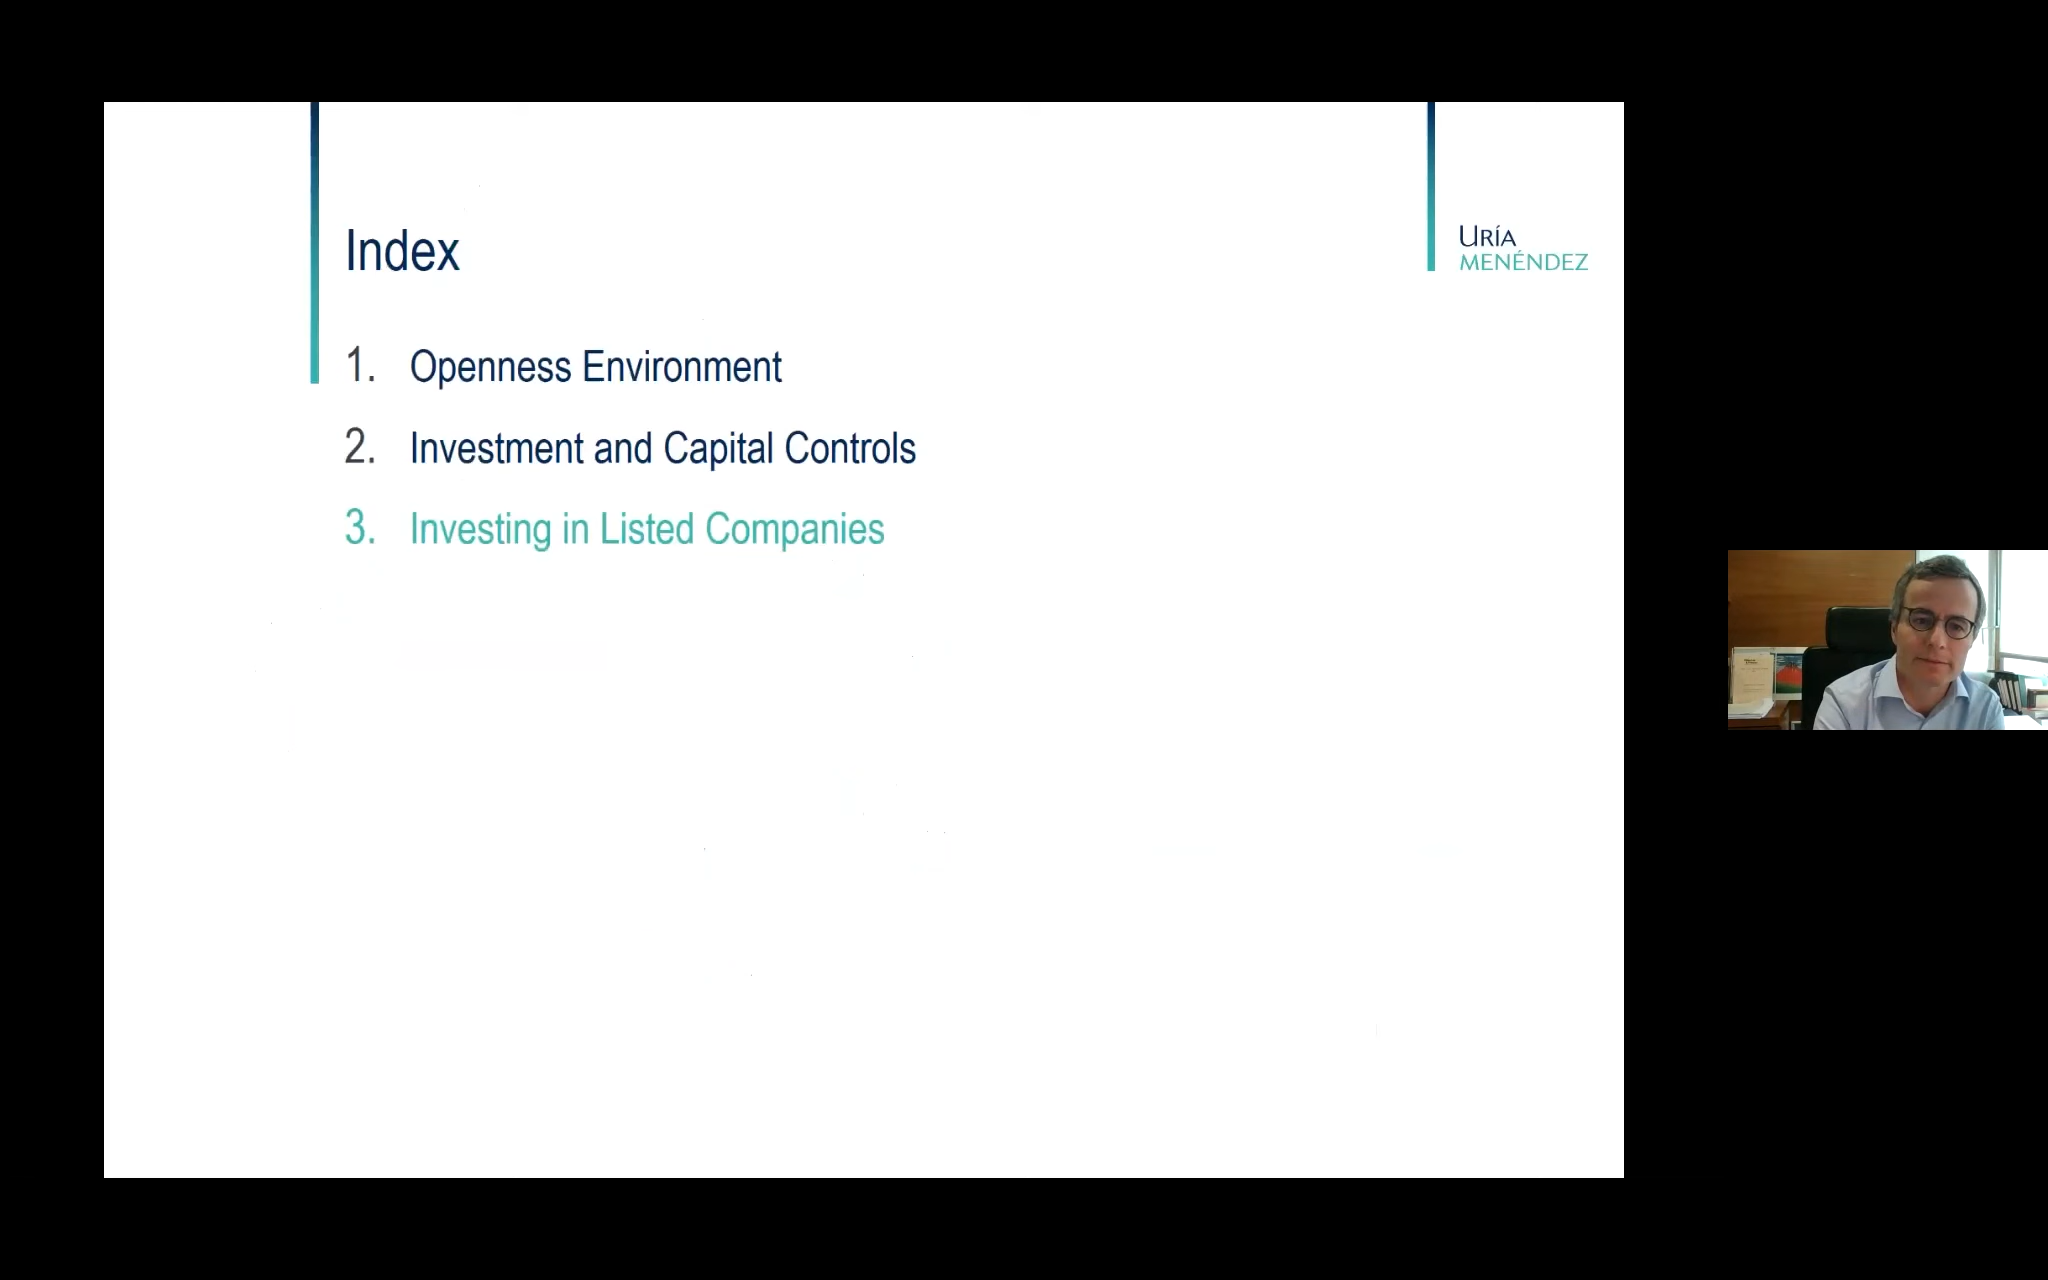 Index
URÍA
MENÉNDEZ
1. Openness Environment
2. Investment and Capital Controls
3. Investing in Listed Companies